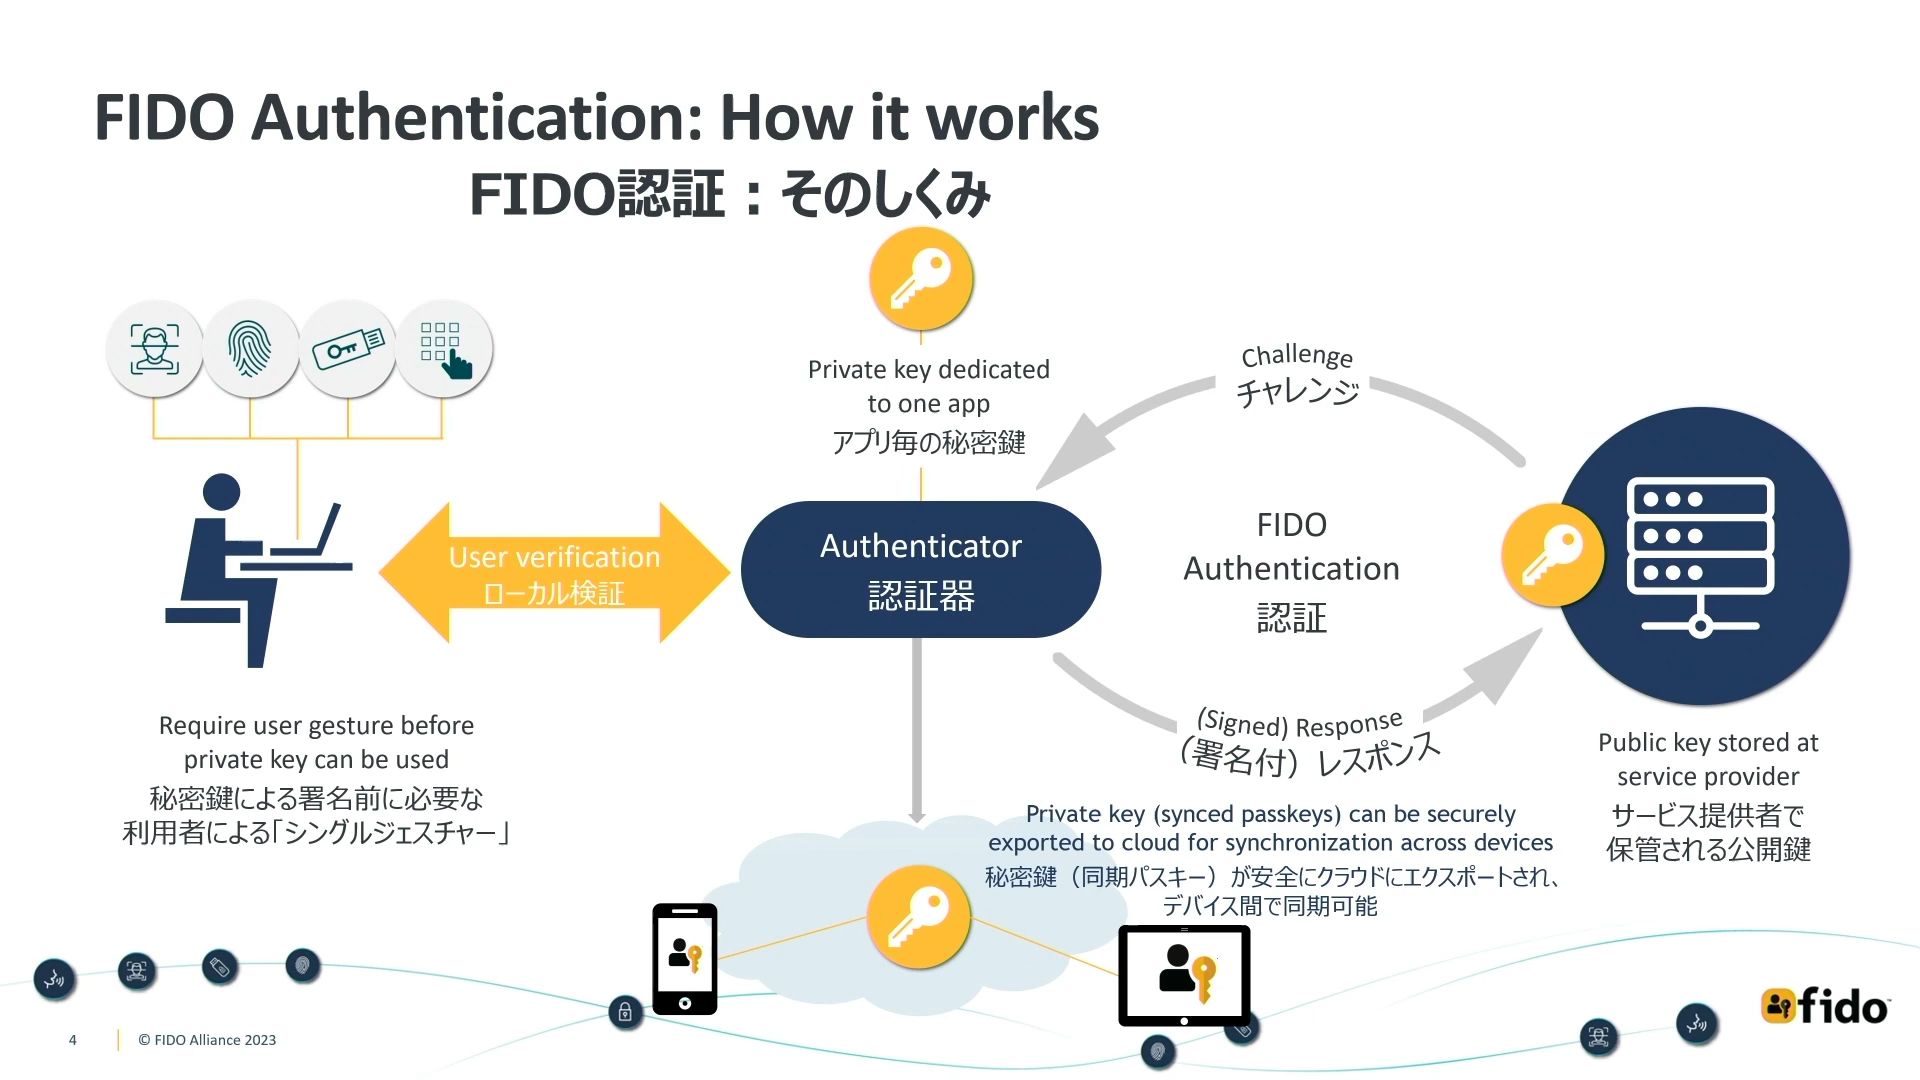 FIDO Authentication: How it works
FIDO認証：そのしくみ
Private key dedicated
to one app
アプリ毎の秘密鍵
Challenge
チャレンジ
User verification
ローカル検証
Authenticator
認証器
FIDO
Authentication
認証
(Signed) Response
（署名付）レスポンス
Require user gesture before
private key can be used
秘密鍵による署名前に必要な
利用者による「シングルジェスチャー」
Public key stored at
service provider
サービス提供者で
保管される公開鍵
Private key (synced passkeys) can be securely
exported to cloud for synchronization across devices
秘密鍵（同期パスキー）が安全にクラウドにエクスポートされ、
デバイス間で同期可能
4
© FIDO Alliance 2023
fido